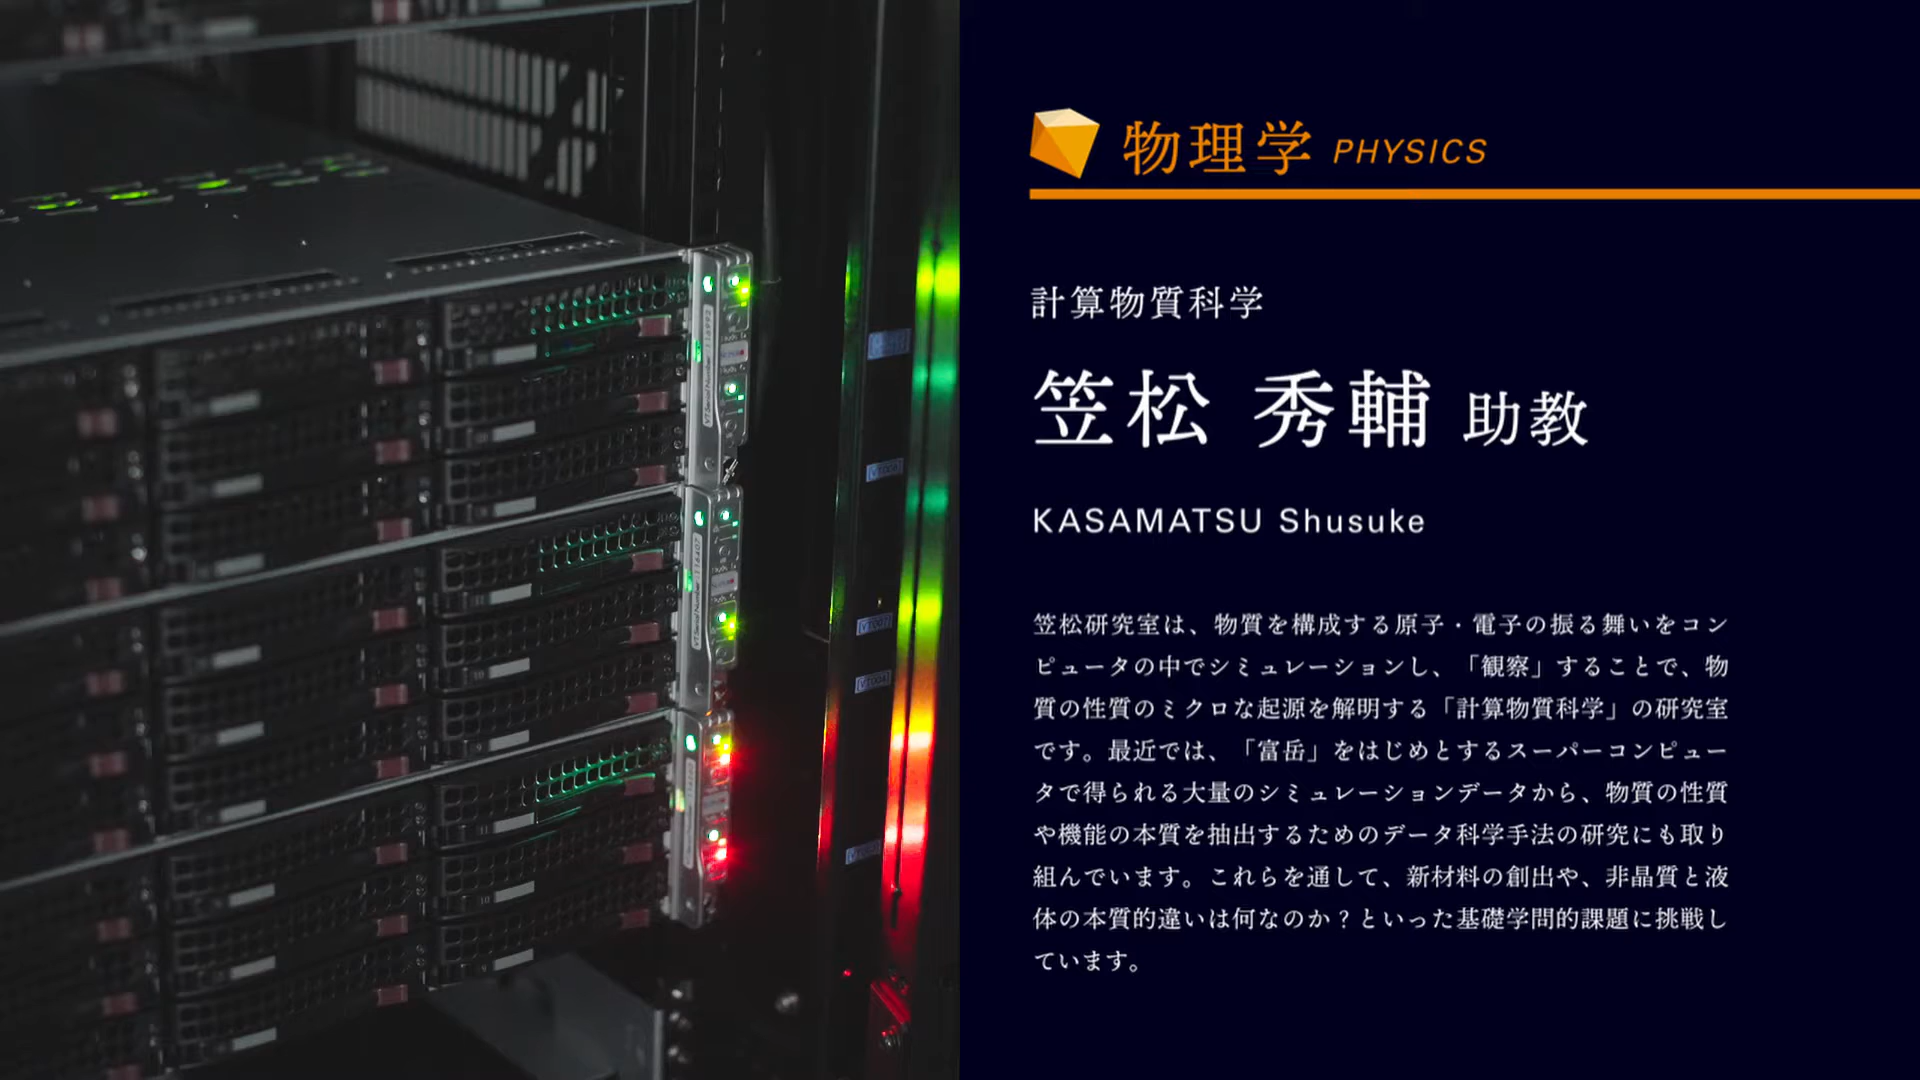 物理学 PHYSICS
計算物質科学
笠松 秀輔 助教
KASAMATSU Shusuke
笠松研究室は、物質を構成する原子・電子の振る舞いをコン
ピュータの中でシミュレーションし、「観察」することで、物
質の性質のミクロな起源を解明する「計算物質科学」の研究室
です。最近では、「富岳」をはじめとするスーパーコンピュー
タで得られる大量のシミュレーションデータから、物質の性質
や機能の本質を抽出するためのデータ科学手法の研究にも取り
組んでいます。これらを通して、新材料の創出や、非晶質と液
体の本質的違いは何なのか？といった基礎学問的課題に挑戦し
ています。